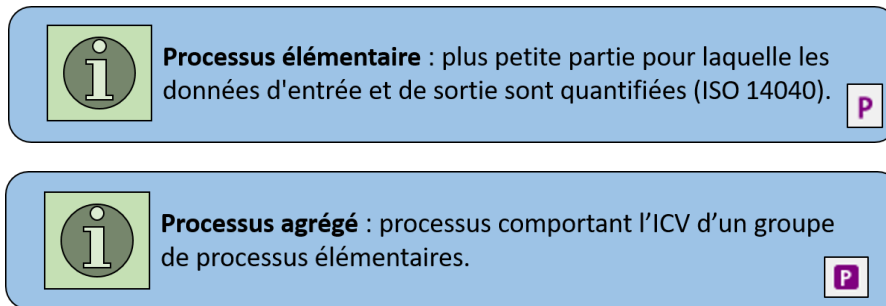 Processus élémentaire : plus petite partie pour laquelle les
données d'entrée et de sortie sont quantifiées (ISO 14040).
P
Processus agrégé : processus comportant l’ICV d’un groupe
de processus élémentaires.
P